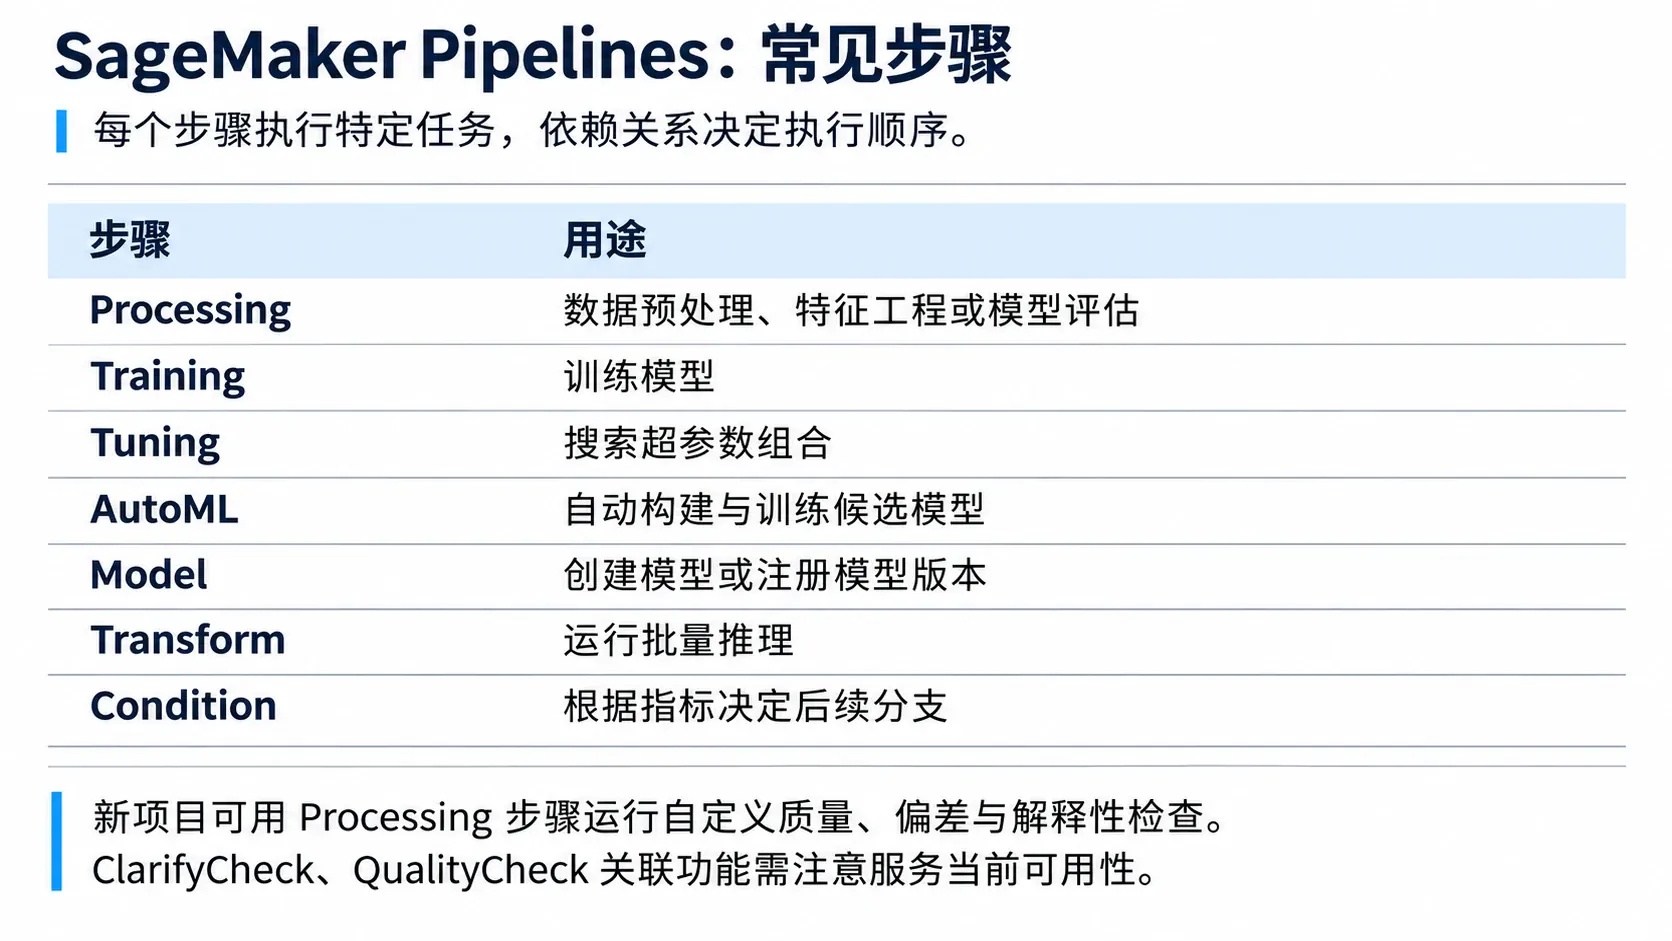 SageMaker Pipelines：常见步骤
每个步骤执行特定任务，依赖关系决定执行顺序。
步骤 用途
Processing 数据预处理、特征工程或模型评估
Training 训练模型
Tuning 搜索超参数组合
AutoML 自动构建与训练候选模型
Model 创建模型或注册模型版本
Transform 运行批量推理
Condition 根据指标决定后续分支
新项目可用 Processing 步骤运行自定义质量、偏差与解释性检查。
ClarifyCheck、QualityCheck 关联功能需注意服务当前可用性。